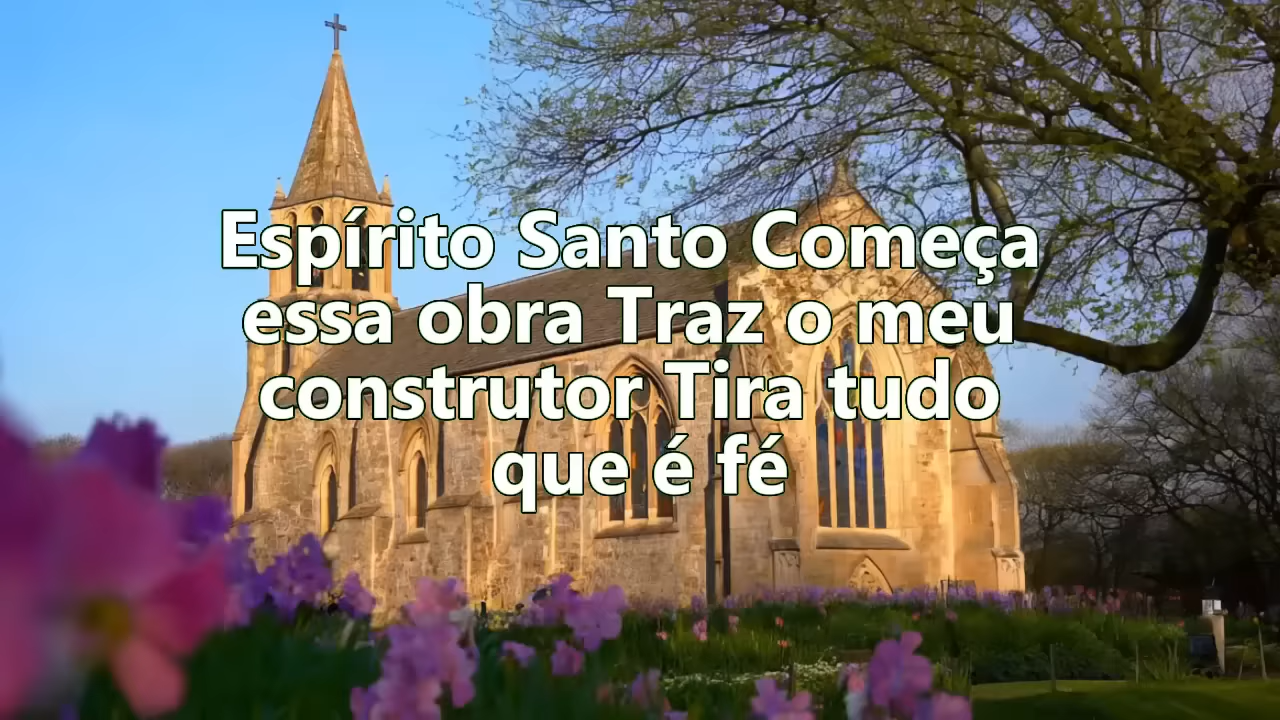 Espírito Santo Começa
essa obra Traz o meu
construtor Tira tudo
que é fé